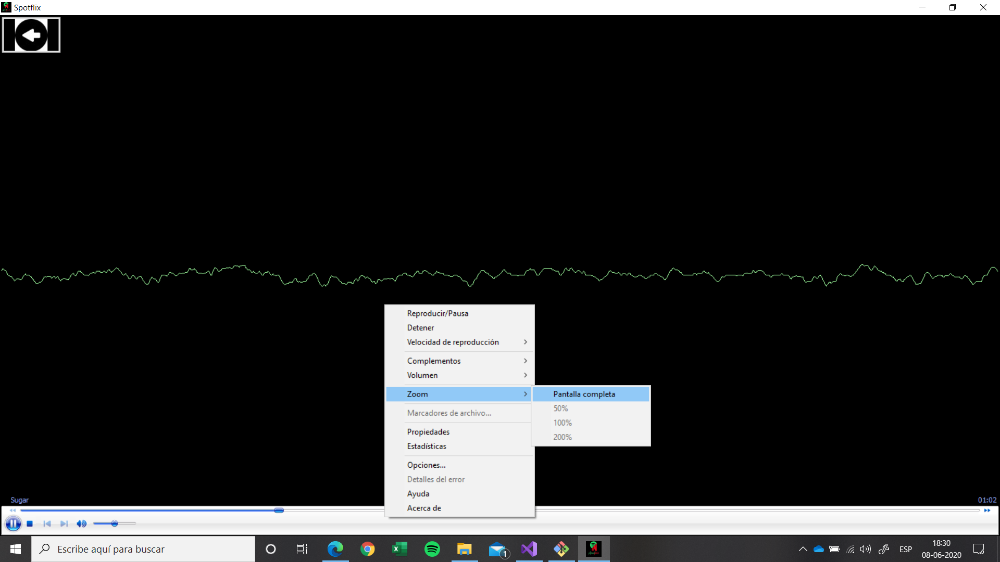 Spotflix
Reproducir/Pausa
Detener
Velocidad de reproducción
Complementos
Volumen
Zoom
Pantalla completa
50%
100%
200%
Marcadores de archivo...
Propiedades
Estadísticas
Opciones...
Detalles del error
Ayuda
Acerca de
Sugar
01:02
Escribe aquí para buscar
1
ESP
18:30
08-06-2020